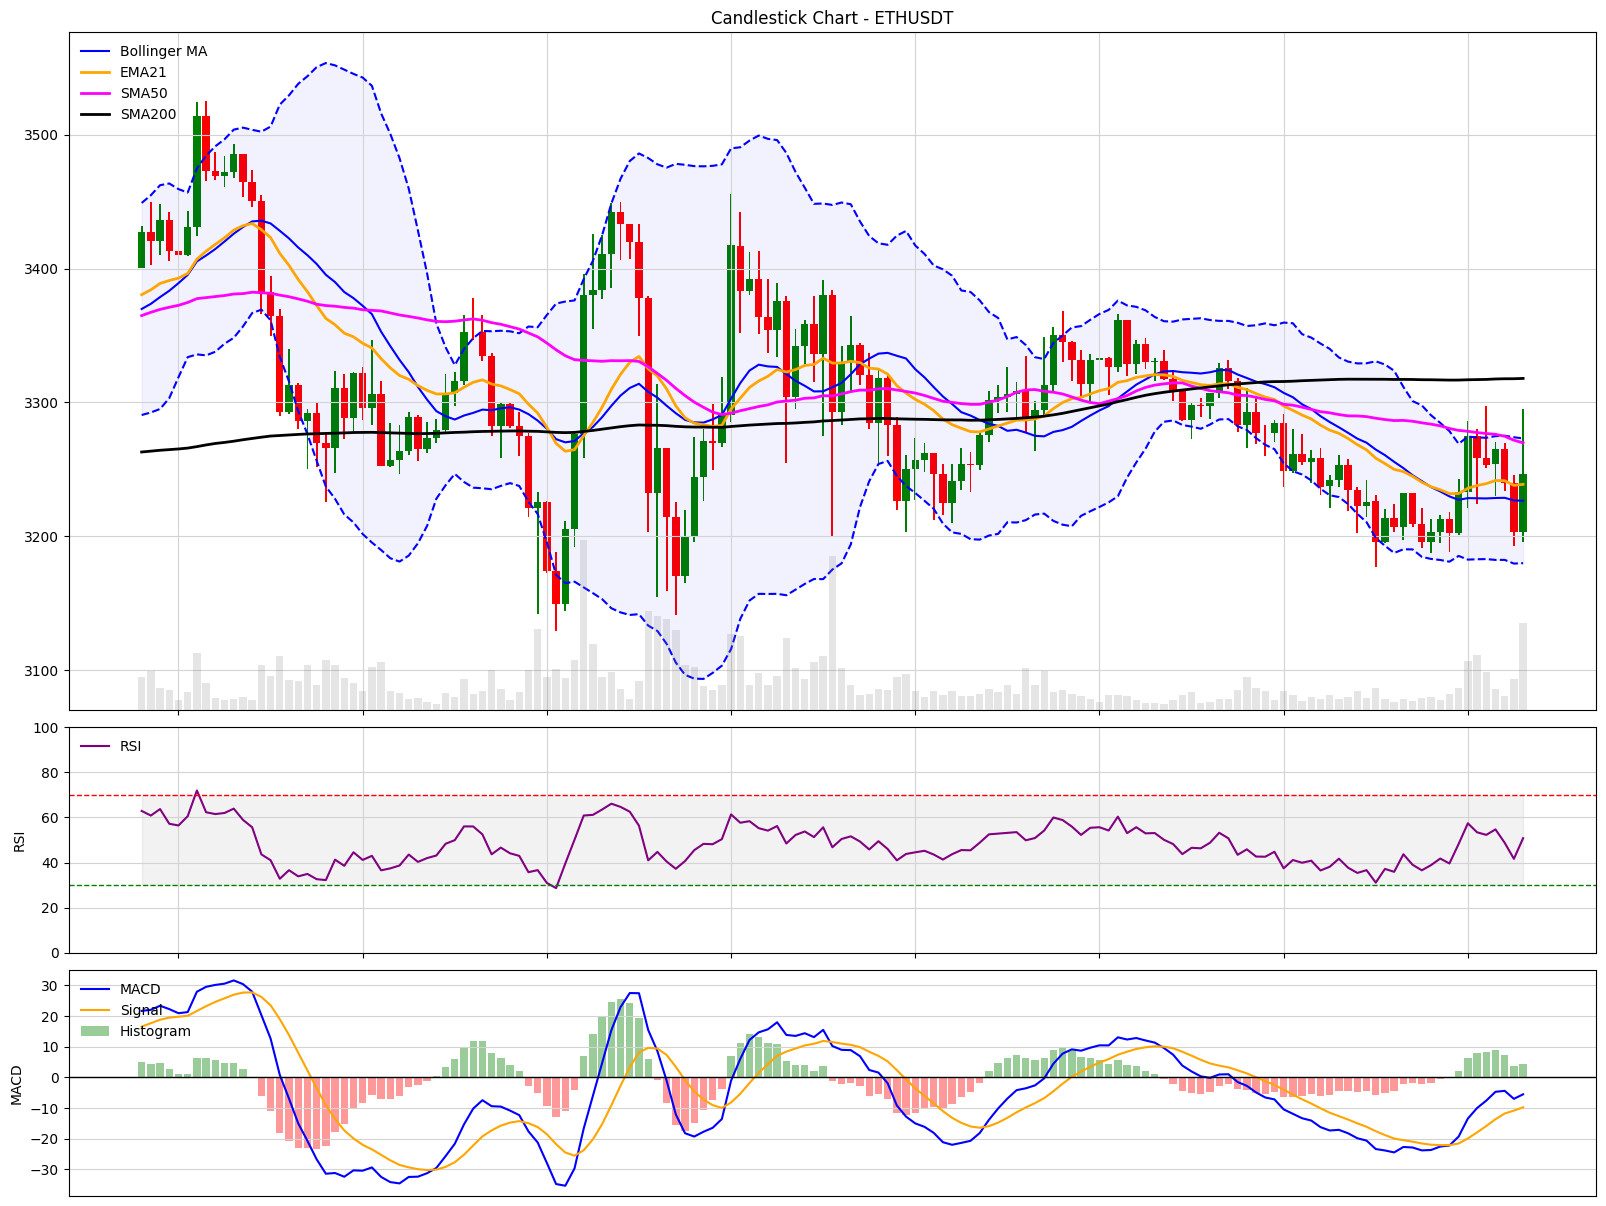 Candlestick Chart - ETHUSDT
Bollinger MA
EMA21
SMA50
SMA200
3500
3400
3300
3200
3100
RSI
100
80
60
40
20
0
RSI
MACD
Signal
Histogram
30
20
10
0
−10
−20
−30
MACD